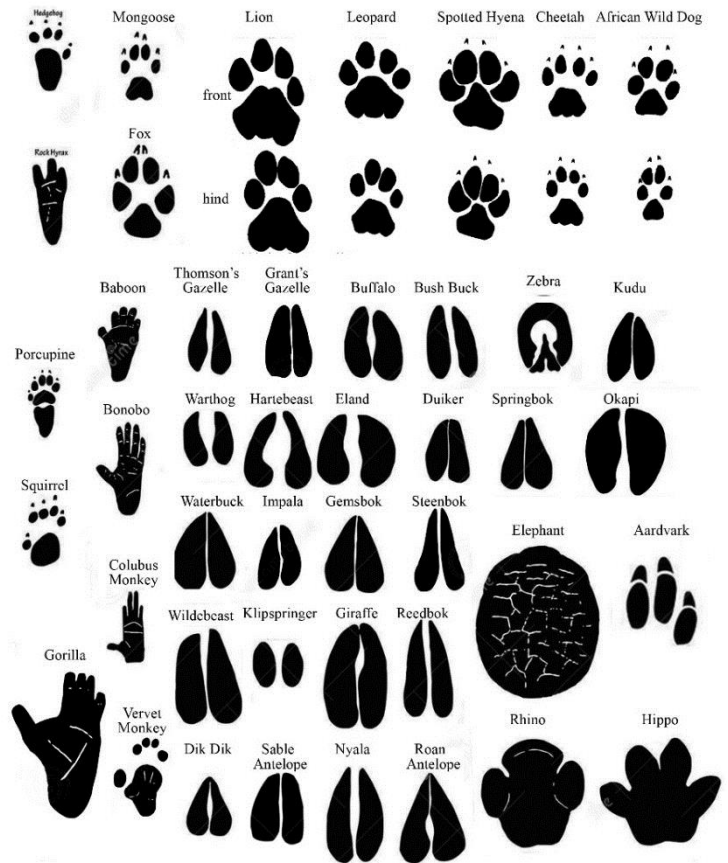 Hedgehog
Mongoose
Lion
Leopard
Spotted Hyena
Cheetah
African Wild Dog
front
Fox
Rock Hyrax
hind
Baboon
Thomson's
Gazelle
Grant's
Gazelle
Buffalo
Bush Buck
Zebra
Kudu
Porcupine
Bonobo
Warthog
Hartebeast
Eland
Duiker
Springbok
Okapi
Squirrel
Waterbuck
Impala
Gemsbok
Steenbok
Elephant
Aardvark
Colubus
Monkey
Wildebeast
Klipspringer
Giraffe
Reedbok
Gorilla
Vervet
Monkey
Rhino
Hippo
Dik Dik
Sable
Antelope
Nyala
Roan
Antelope